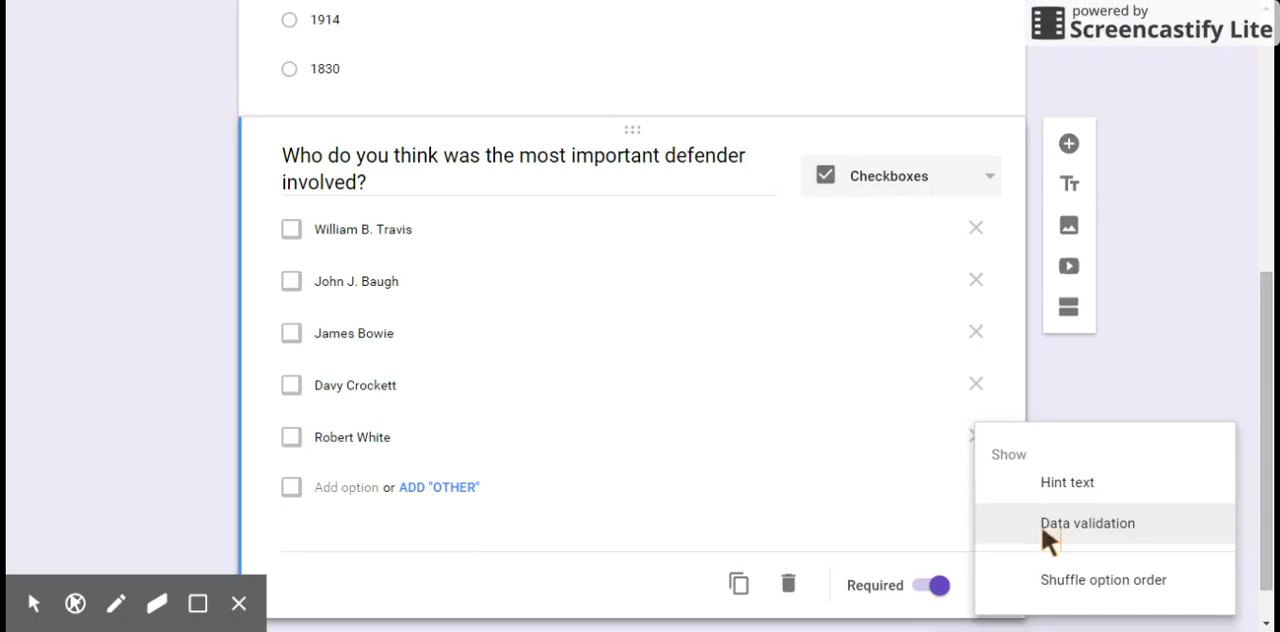 powered by
Screencastify Lite
1914
1830
Who do you think was the most important defender
involved?
Checkboxes
William B. Travis
John J. Baugh
James Bowie
Davy Crockett
Robert White
Add option or ADD "OTHER"
Show
Hint text
Data validation
Shuffle option order
Required
Tт